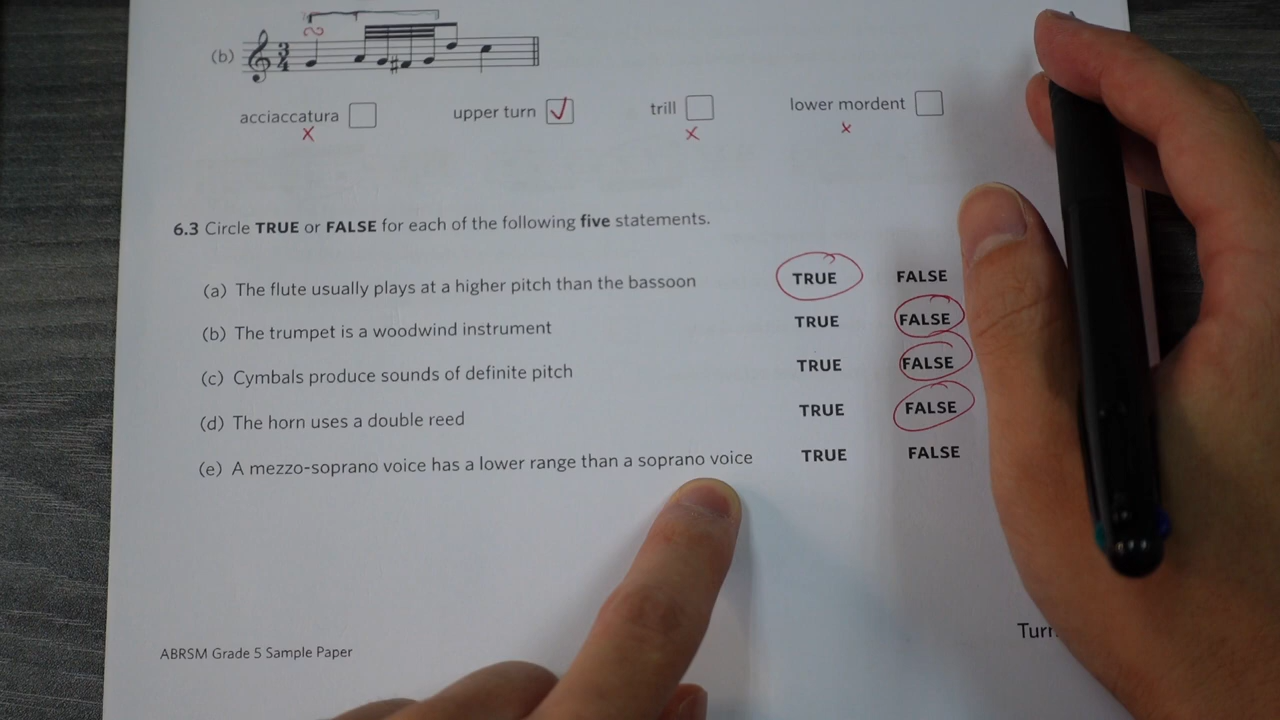 (b) 3 4
acciaccatura upper turn ✓ trill lower mordent
x x x
6.3 Circle TRUE or FALSE for each of the following five statements.
(a) The flute usually plays at a higher pitch than the bassoon TRUE FALSE
(b) The trumpet is a woodwind instrument TRUE FALSE
(c) Cymbals produce sounds of definite pitch TRUE FALSE
(d) The horn uses a double reed TRUE FALSE
(e) A mezzo-soprano voice has a lower range than a soprano voice TRUE FALSE
Turn
ABRSM Grade 5 Sample Paper